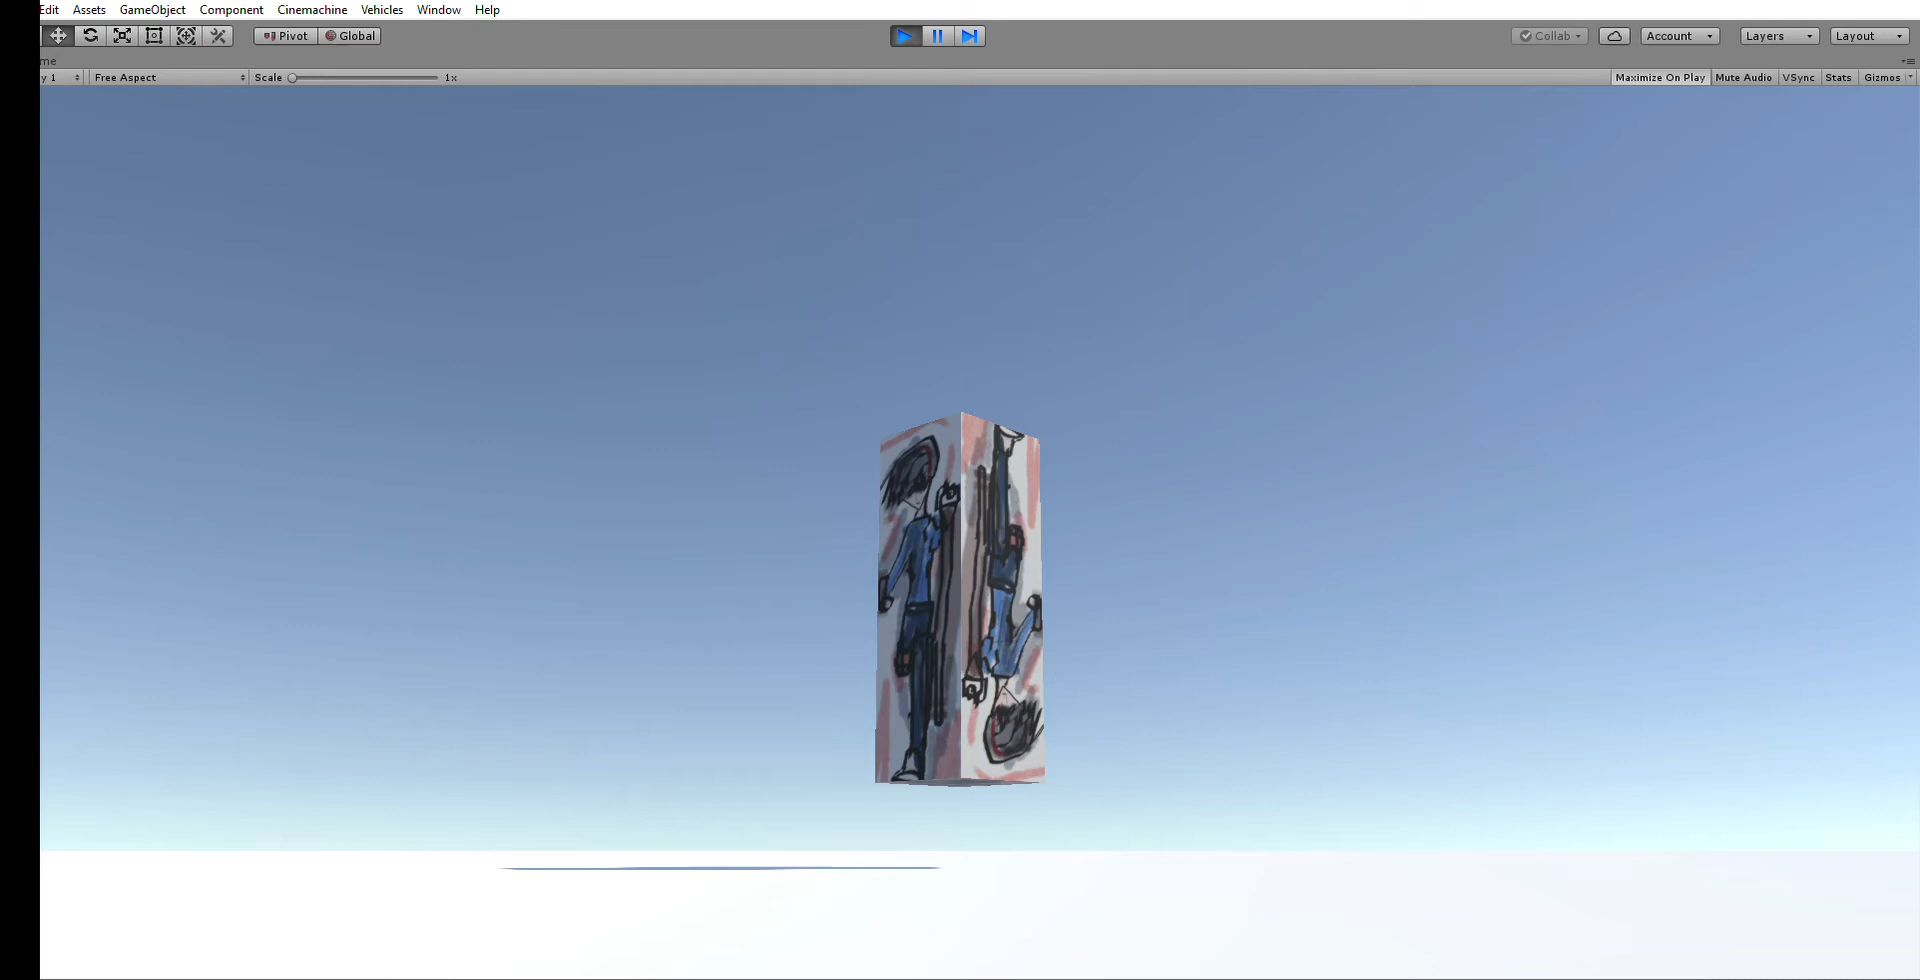 Edit Assets GameObject Component Cinemachine Vehicles Window Help
Pivot Global Collab Account Layers Layout
me
y 1 Free Aspect Scale 1x Maximize On Play Mute Audio VSync Stats Gizmos